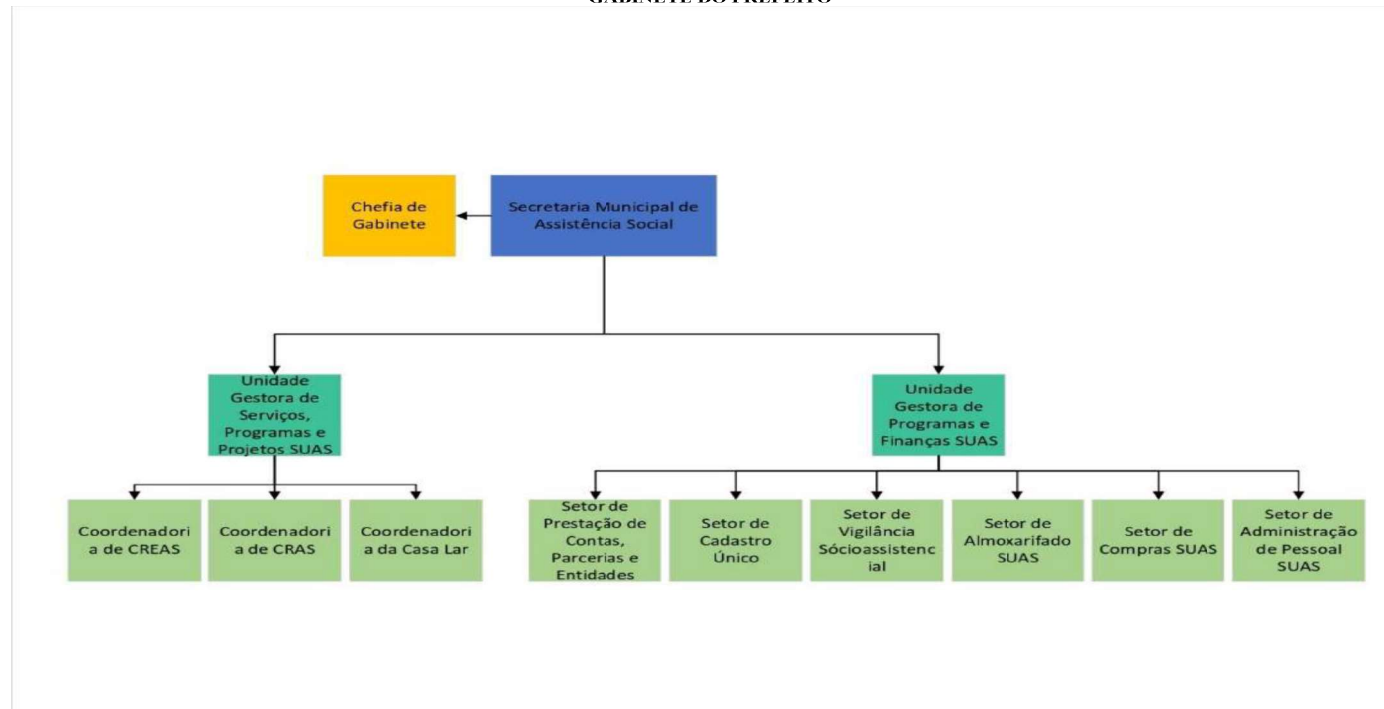 GABINETE DO PREFEITO
Chefia de
Gabinete
Secretaria Municipal de
Assistência Social
Unidade
Gestora de
Serviços,
Programas e
Projetos SUAS
Unidade
Gestora de
Programas e
Finanças SUAS
Coordenadori
a de CREAS
Coordenadori
a de CRAS
Coordenadori
a da Casa Lar
Setor de
Prestação de
Contas,
Parcerias e
Entidades
Setor de
Cadastro
Único
Setor de
Vigilância
Sócioassistenc
ial
Setor de
Almoxarifado
SUAS
Setor de
Compras SUAS
Setor de
Administração
de Pessoal
SUAS